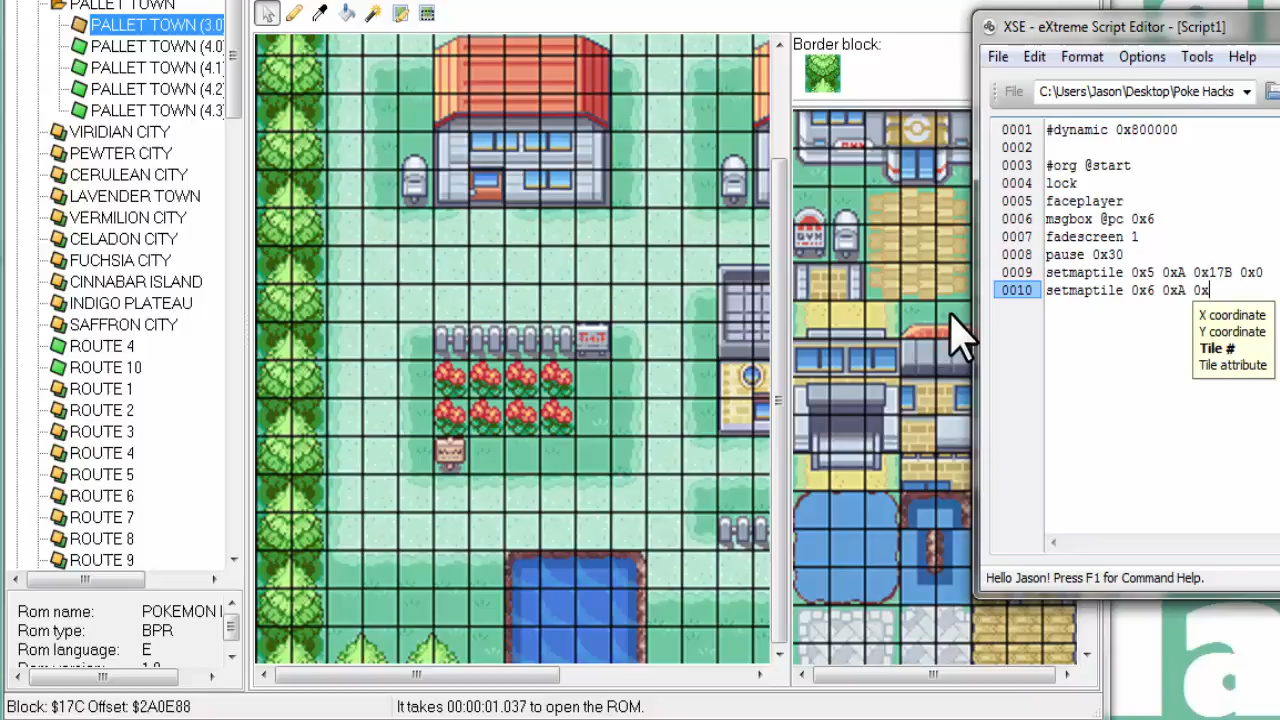 PALLET TOWN
PALLET TOWN (3.0
PALLET TOWN (4.0
PALLET TOWN (4.1
PALLET TOWN (4.2
PALLET TOWN (4.3
VIRIDIAN CITY
PEWTER CITY
CERULEAN CITY
LAVENDER TOWN
VERMILION CITY
CELADON CITY
FUCHSIA CITY
CINNABAR ISLAND
INDIGO PLATEAU
SAFFRON CITY
ROUTE 4
ROUTE 10
ROUTE 1
ROUTE 2
ROUTE 3
ROUTE 4
ROUTE 5
ROUTE 6
ROUTE 7
ROUTE 8
ROUTE 9
Rom name: POKEMON
Rom type: BPR
Rom language: E
Block: $17C Offset: $2A0E88
It takes 00:00:01.037 to open the ROM.
Border block:
GYM
XSE - eXtreme Script Editor - [Script1]
File Edit Format Options Tools Help
File C:\Users\Jason\Desktop\Poke Hacks
0001 #dynamic 0x800000
0002
0003 #org @start
0004 lock
0005 faceplayer
0006 msgbox @pc 0x6
0007 fadescreen 1
0008 pause 0x30
0009 setmaptile 0x5 0xA 0x17B 0x0
0010 setmaptile 0x6 0xA 0x
X coordinate
Y coordinate
Tile #
Tile attribute
Hello Jason! Press F1 for Command Help.
a